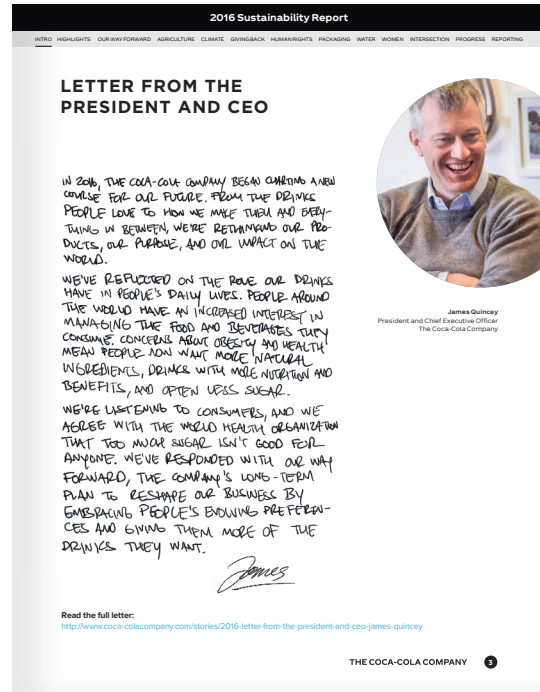 2016 Sustainability Report
INTRO HIGHLIGHTS OUR WAY FORWARD AGRICULTURE CLIMATE GIVING BACK HUMAN RIGHTS PACKAGING WATER WOMEN INTERSECTION PROGRESS REPORTING
LETTER FROM THE
PRESIDENT AND CEO
IN 2016, THE COCA-COLA COMPANY BEGAN CHARTING A NEW
COURSE FOR OUR FUTURE. FROM THE DRINKS
PEOPLE LOVE TO HOW WE MAKE THEM AND EVERY-
THING IN BETWEEN, WE'RE RETHINKING OUR PRO-
DUCTS, OUR PURPOSE, AND OUR IMPACT ON THE
WORLD.
WE'VE REFLECTED ON THE ROLE OUR DRINKS
HAVE IN PEOPLE'S DAILY LIVES. PEOPLE AROUND
THE WORLD HAVE AN INCREASED INTEREST IN
MANAGING THE FOOD AND BEVERAGES THEY
CONSUME. CONCERNS ABOUT OBESITY AND HEALTH
MEAN PEOPLE NOW WANT MORE NATURAL
INGREDIENTS, DRINKS WITH MORE NUTRITION AND
BENEFITS, AND OFTEN LESS SUGAR.
WE'RE LISTENING TO CONSUMERS, AND WE
AGREE WITH THE WORLD HEALTH ORGANIZATION
THAT TOO MUCH SUGAR ISN'T GOOD FOR
ANYONE. WE'VE RESPONDED WITH OUR WAY
FORWARD, THE COMPANY'S LONG-TERM
PLAN TO RESHAPE OUR BUSINESS BY
EMBRACING PEOPLE'S EVOLVING PREFEREN-
CES AND GIVING THEM MORE OF THE
DRINKS THEY WANT.
James
James Quincey
President and Chief Executive Officer
The Coca-Cola Company
Read the full letter:
http://www.coca-colacompany.com/stories/2016-letter-from-the-president-and-ceo-james-quincey
THE COCA-COLA COMPANY 3